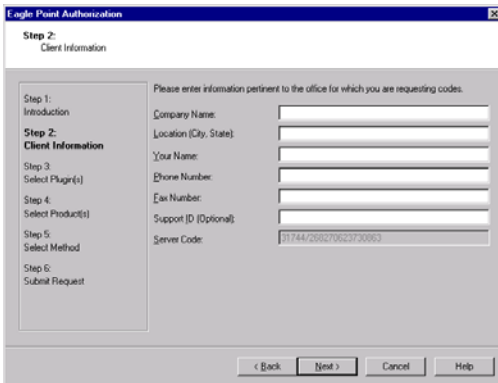 Eagle Point Authorization
Step 2:
Client Information
Step 1:
Introduction
Step 2:
Client Information
Step 3:
Select Plugin(s)
Step 4:
Select Product(s)
Step 5:
Select Method
Step 6:
Submit Request
Please enter information pertinent to the office for which you are requesting codes.
Company Name:
Location (City, State):
Your Name:
Phone Number:
Fax Number:
Support ID (Optional):
Server Code: 31744/268270623730863
< Back Next > Cancel Help